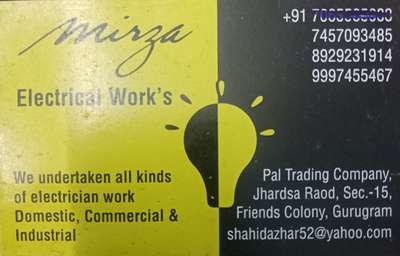 mirza
Electrical Work's
We undertaken all kinds
of electrician work
Domestic, Commercial &
Industrial
+91
7457093485
8929231914
9997455467
Pal Trading Company,
Jhardsa Raod, Sec.-15,
Friends Colony, Gurugram
shahidazhar52@yahoo.com